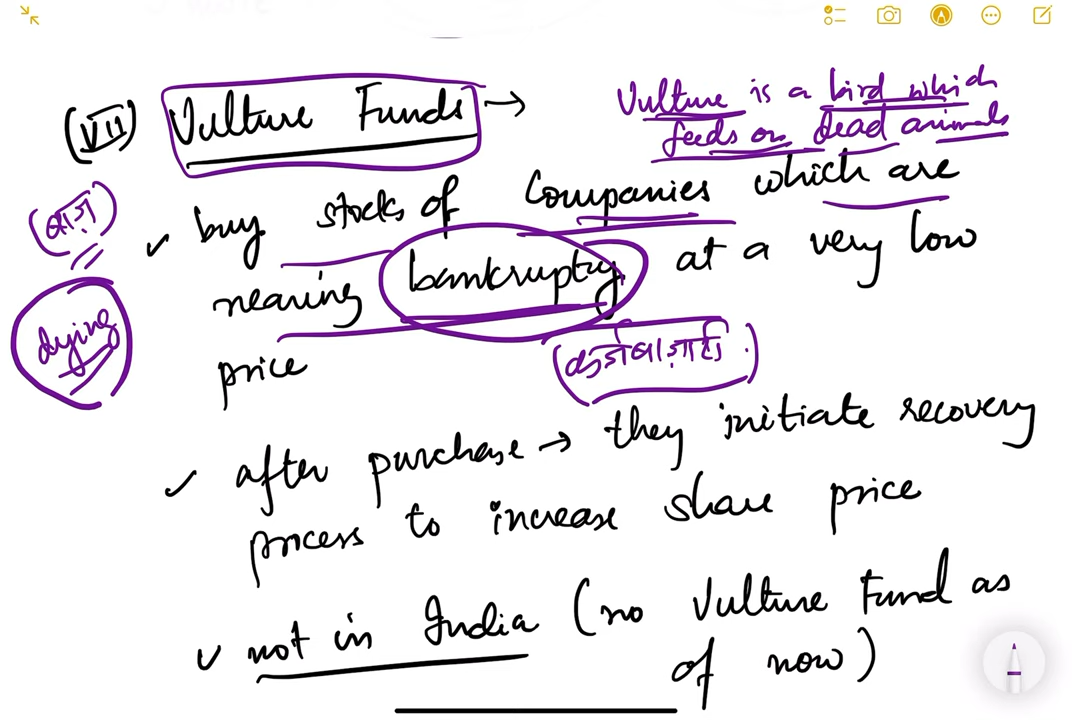 (VII) Vulture Funds →
Vulture is a bird which
feeds on dead animals
✓ buy stocks of Companies which are
nearing bankruptcy at a very low
price
dying
✓ after purchase → they initiate recovery
process to increase share price
✓ not in India (no Vulture Fund as
of now)